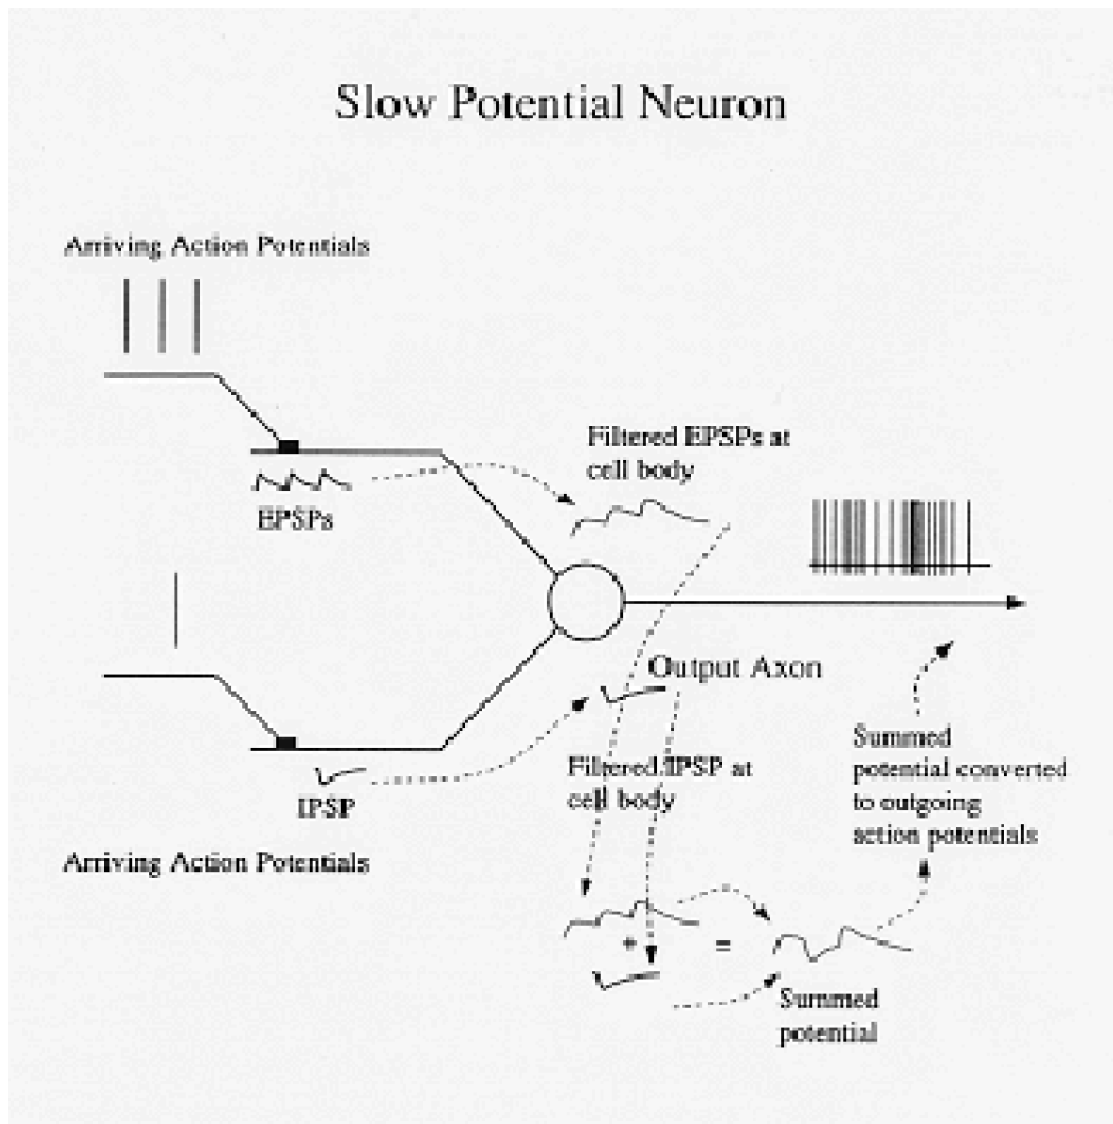 Slow Potential Neuron
Arriving Action Potentials
EPSPs
Filtered EPSPs at
cell body
Output Axon
IPSP
Filtered IPSP at
cell body
Arriving Action Potentials
Summed
potential converted
to outgoing
action potentials
+
=
Summed
potential